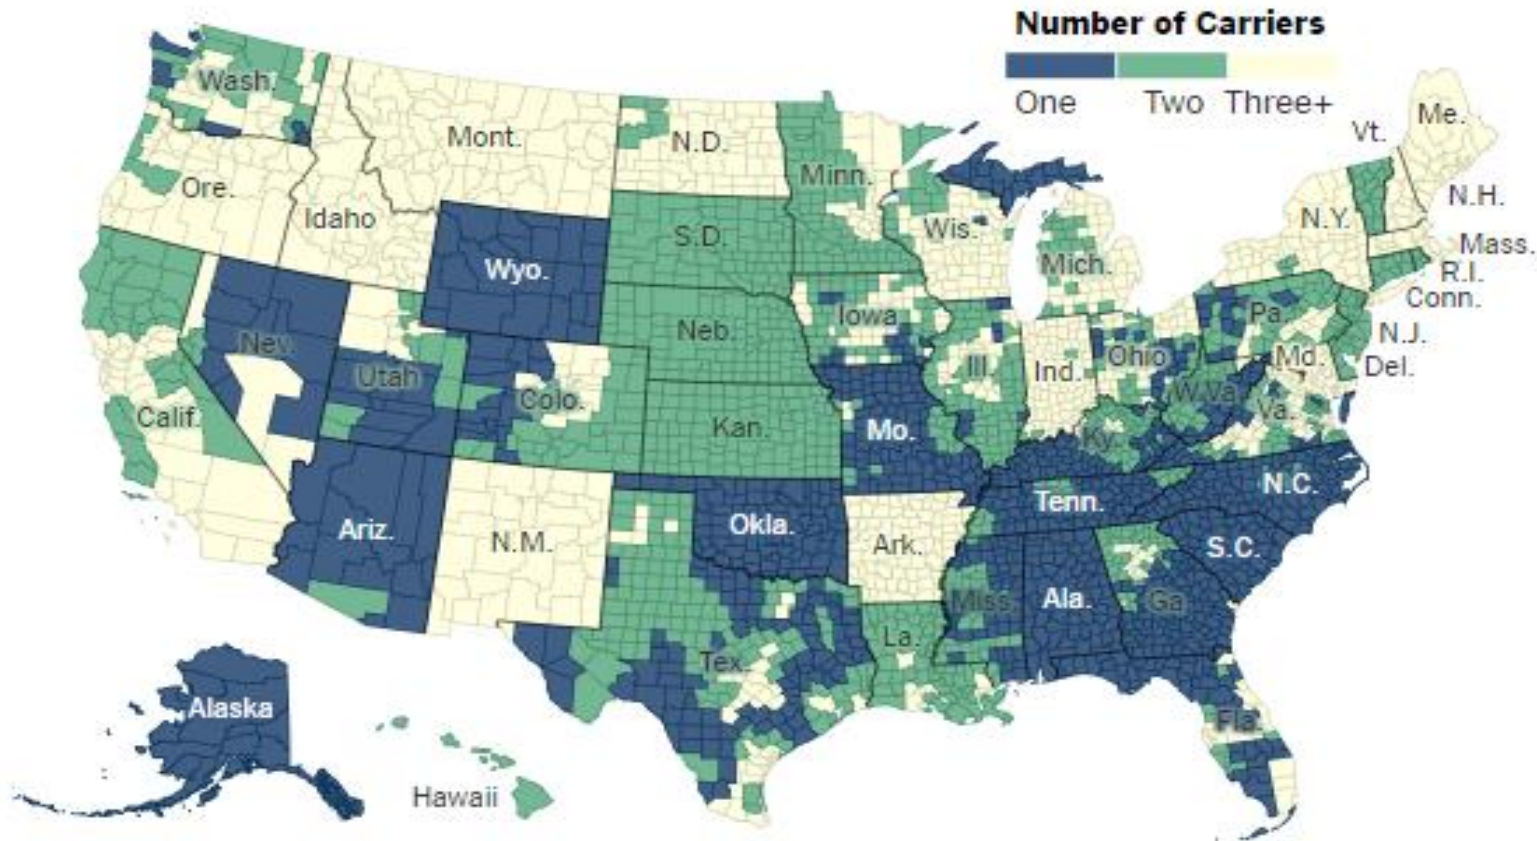 Number of Carriers
One Two Three+
Wash.
Mont.
N.D.
Minn.
Vt.
Me.
Ore.
Idaho
Wyo.
S.D.
Wis.
Mich.
N.Y.
N.H.
Mass.
R.I.
Conn.
Nev.
Utah
Colo.
Neb.
Iowa
Ill.
Ind.
Ohio
Pa.
N.J.
Md.
Del.
Calif.
Kan.
Mo.
Ky.
W.Va.
Va.
Ariz.
N.M.
Okla.
Ark.
Tenn.
N.C.
S.C.
Tex.
La.
Miss.
Ala.
Ga
Fla.
Alaska
Hawaii